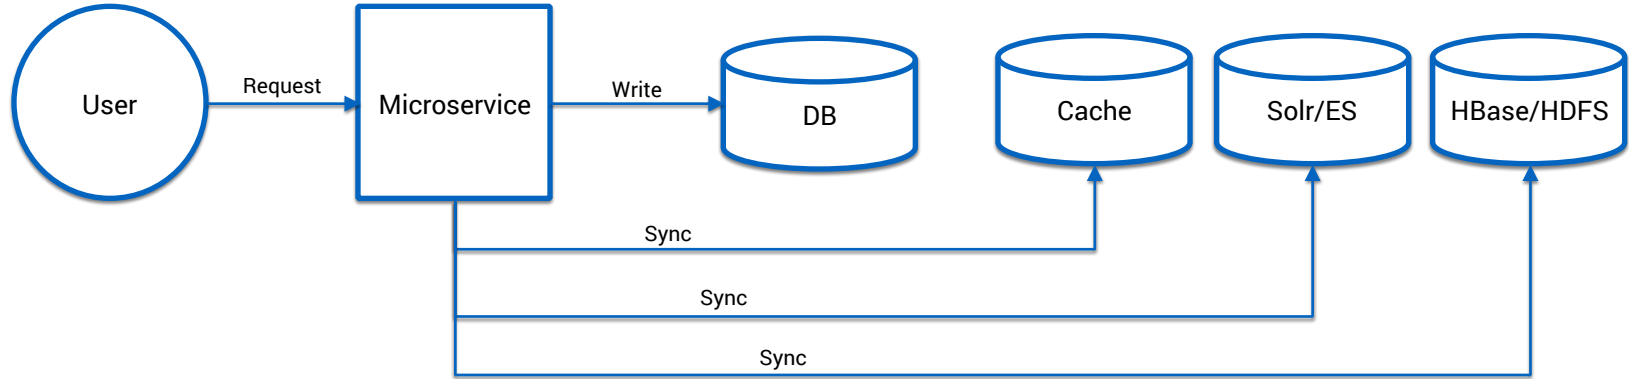 User
Request
Microservice
Write
DB
Cache
Solr/ES
HBase/HDFS
Sync
Sync
Sync